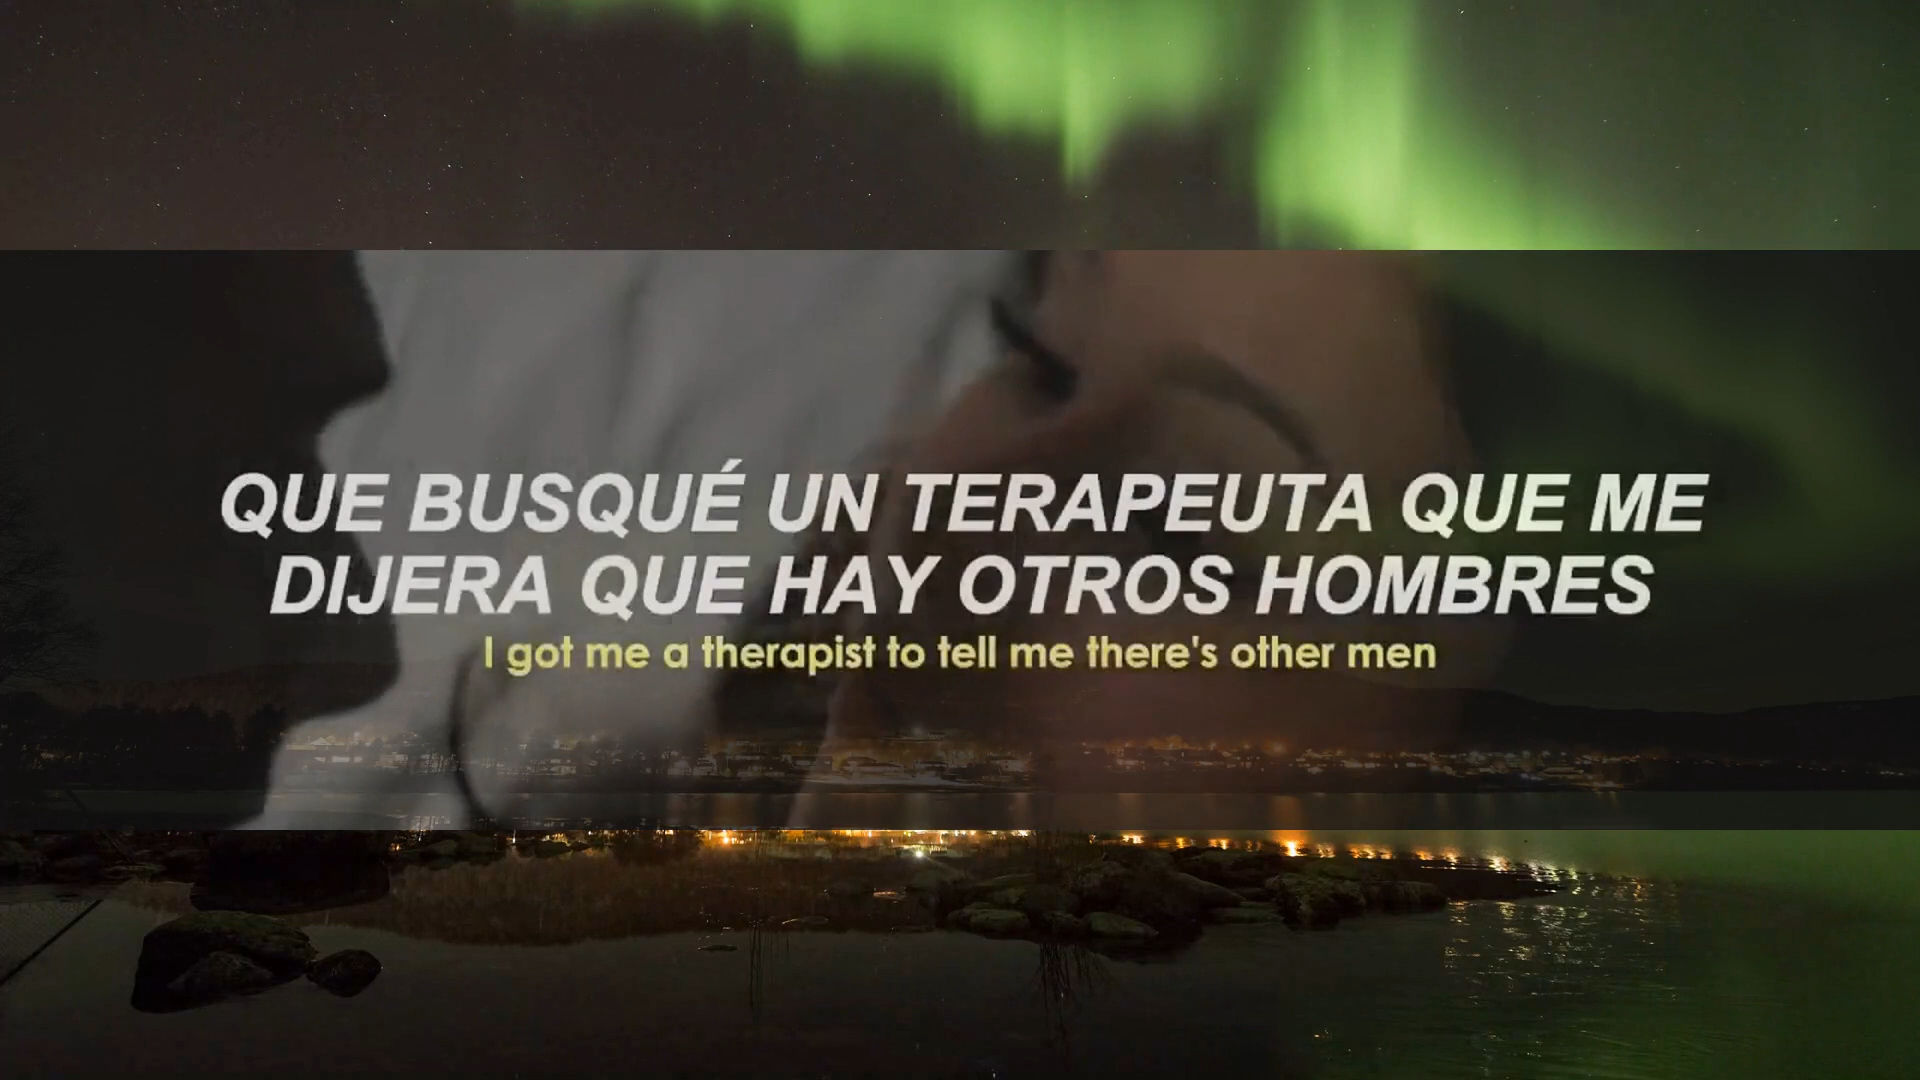 QUE BUSQUÉ UN TERAPEUTA QUE ME
DIJERA QUE HAY OTROS HOMBRES
I got me a therapist to tell me there's other men